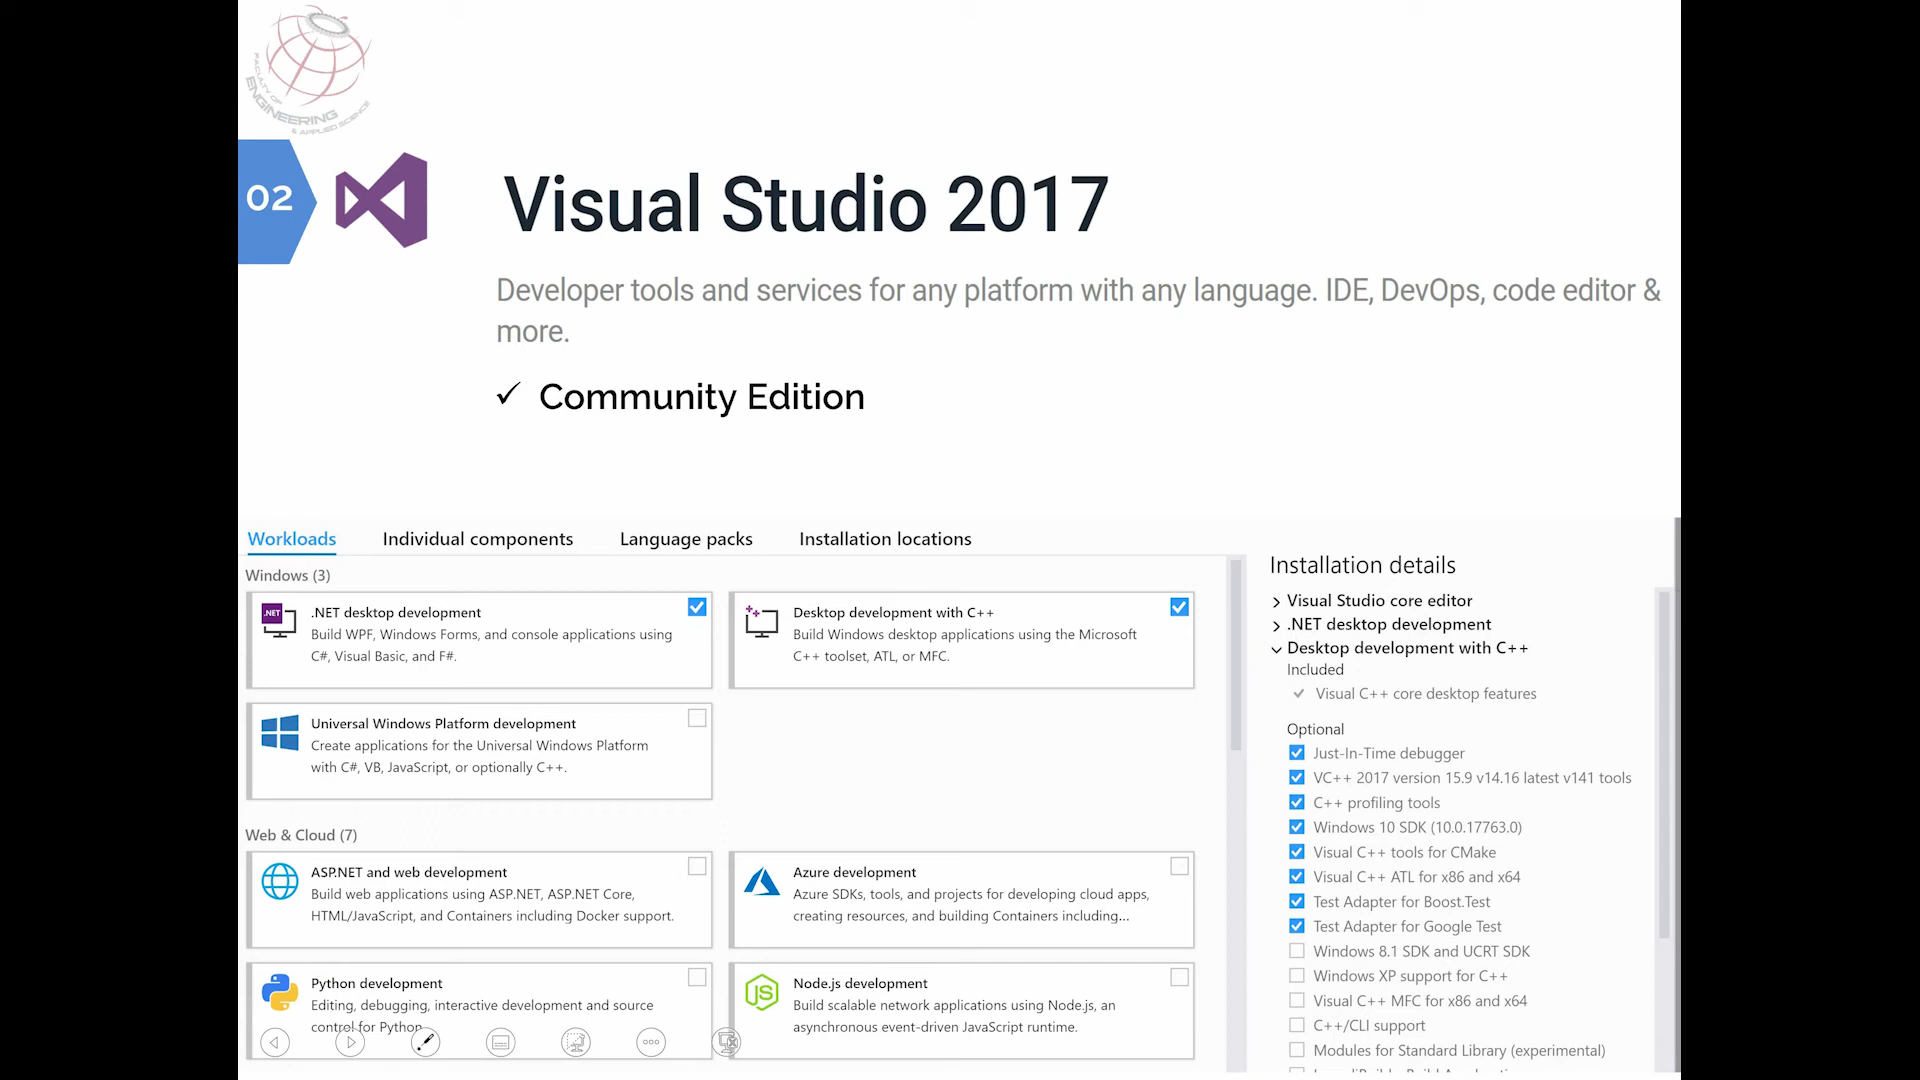 FACULTY OF
ENGINEERING
& APPLIED SCIENCE
02
Visual Studio 2017
Developer tools and services for any platform with any language. IDE, DevOps, code editor &
more.
✓ Community Edition
Workloads
Individual components
Language packs
Installation locations
Windows (3)
.NET
.NET desktop development
Build WPF, Windows Forms, and console applications using
C#, Visual Basic, and F#.
Desktop development with C++
Build Windows desktop applications using the Microsoft
C++ toolset, ATL, or MFC.
Universal Windows Platform development
Create applications for the Universal Windows Platform
with C#, VB, JavaScript, or optionally C++.
Web & Cloud (7)
ASP.NET and web development
Build web applications using ASP.NET, ASP.NET Core,
HTML/JavaScript, and Containers including Docker support.
Azure development
Azure SDKs, tools, and projects for developing cloud apps,
creating resources, and building Containers including...
Python development
Editing, debugging, interactive development and source
control for Python.
JS
Node.js development
Build scalable network applications using Node.js, an
asynchronous event-driven JavaScript runtime.
Installation details
Visual Studio core editor
.NET desktop development
Desktop development with C++
Included
Visual C++ core desktop features
Optional
Just-In-Time debugger
VC++ 2017 version 15.9 v14.16 latest v141 tools
C++ profiling tools
Windows 10 SDK (10.0.17763.0)
Visual C++ tools for CMake
Visual C++ ATL for x86 and x64
Test Adapter for Boost.Test
Test Adapter for Google Test
Windows 8.1 SDK and UCRT SDK
Windows XP support for C++
Visual C++ MFC for x86 and x64
C++/CLI support
Modules for Standard Library (experimental)